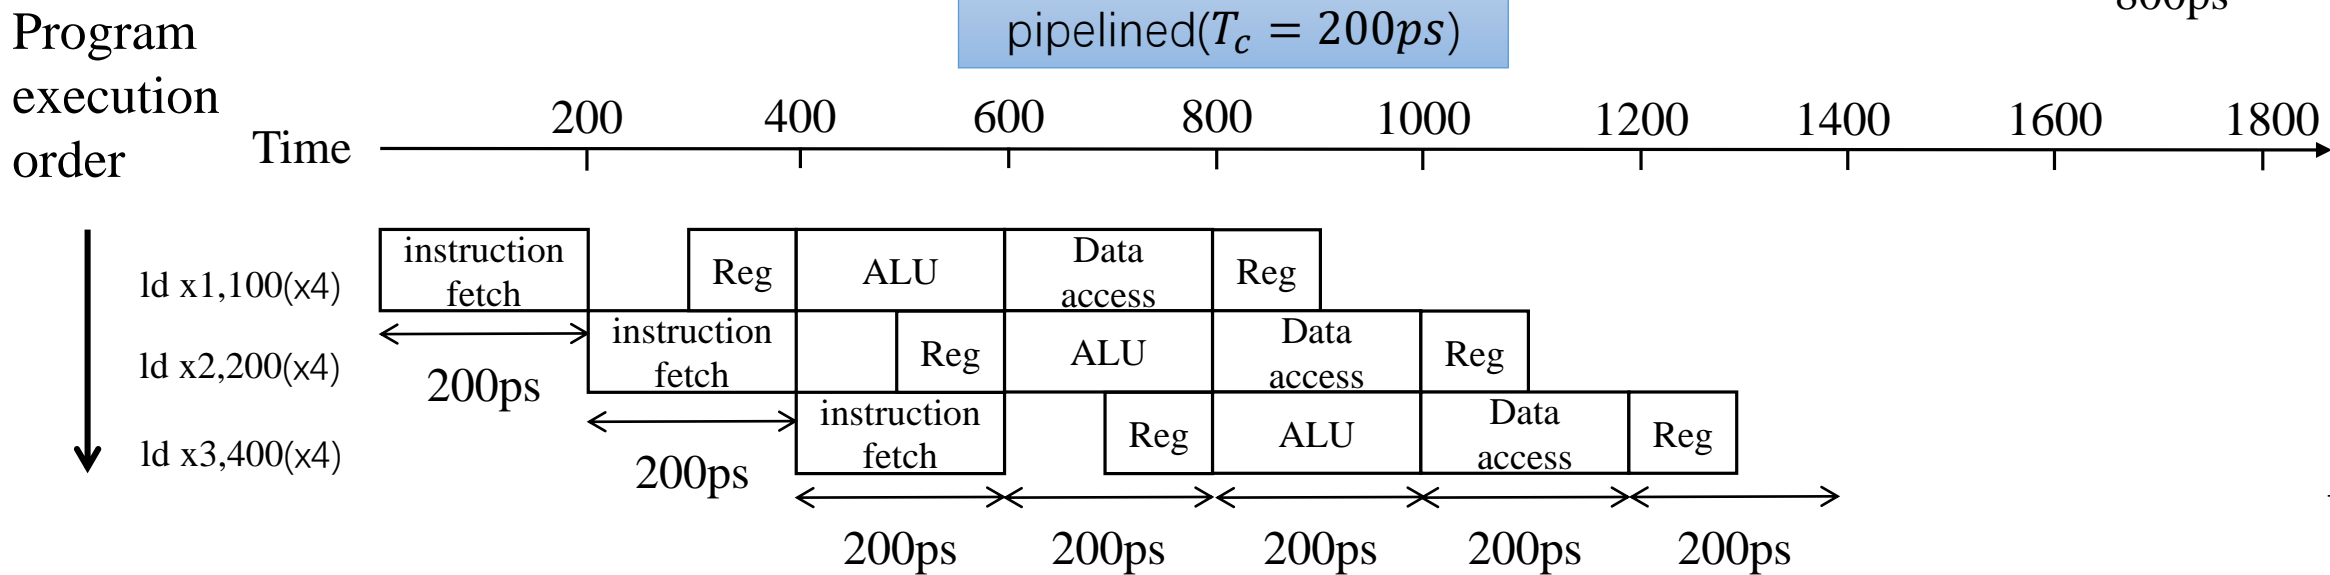 800ps
pipelined(T_c = 200ps)
Program
execution
order
Time
200 400 600 800 1000 1200 1400 1600 1800
ld x1,100(x4)
instruction
fetch
Reg
ALU
Data
access
Reg
200ps
ld x2,200(x4)
instruction
fetch
Reg
ALU
Data
access
Reg
200ps
ld x3,400(x4)
instruction
fetch
Reg
ALU
Data
access
Reg
200ps 200ps 200ps 200ps 200ps